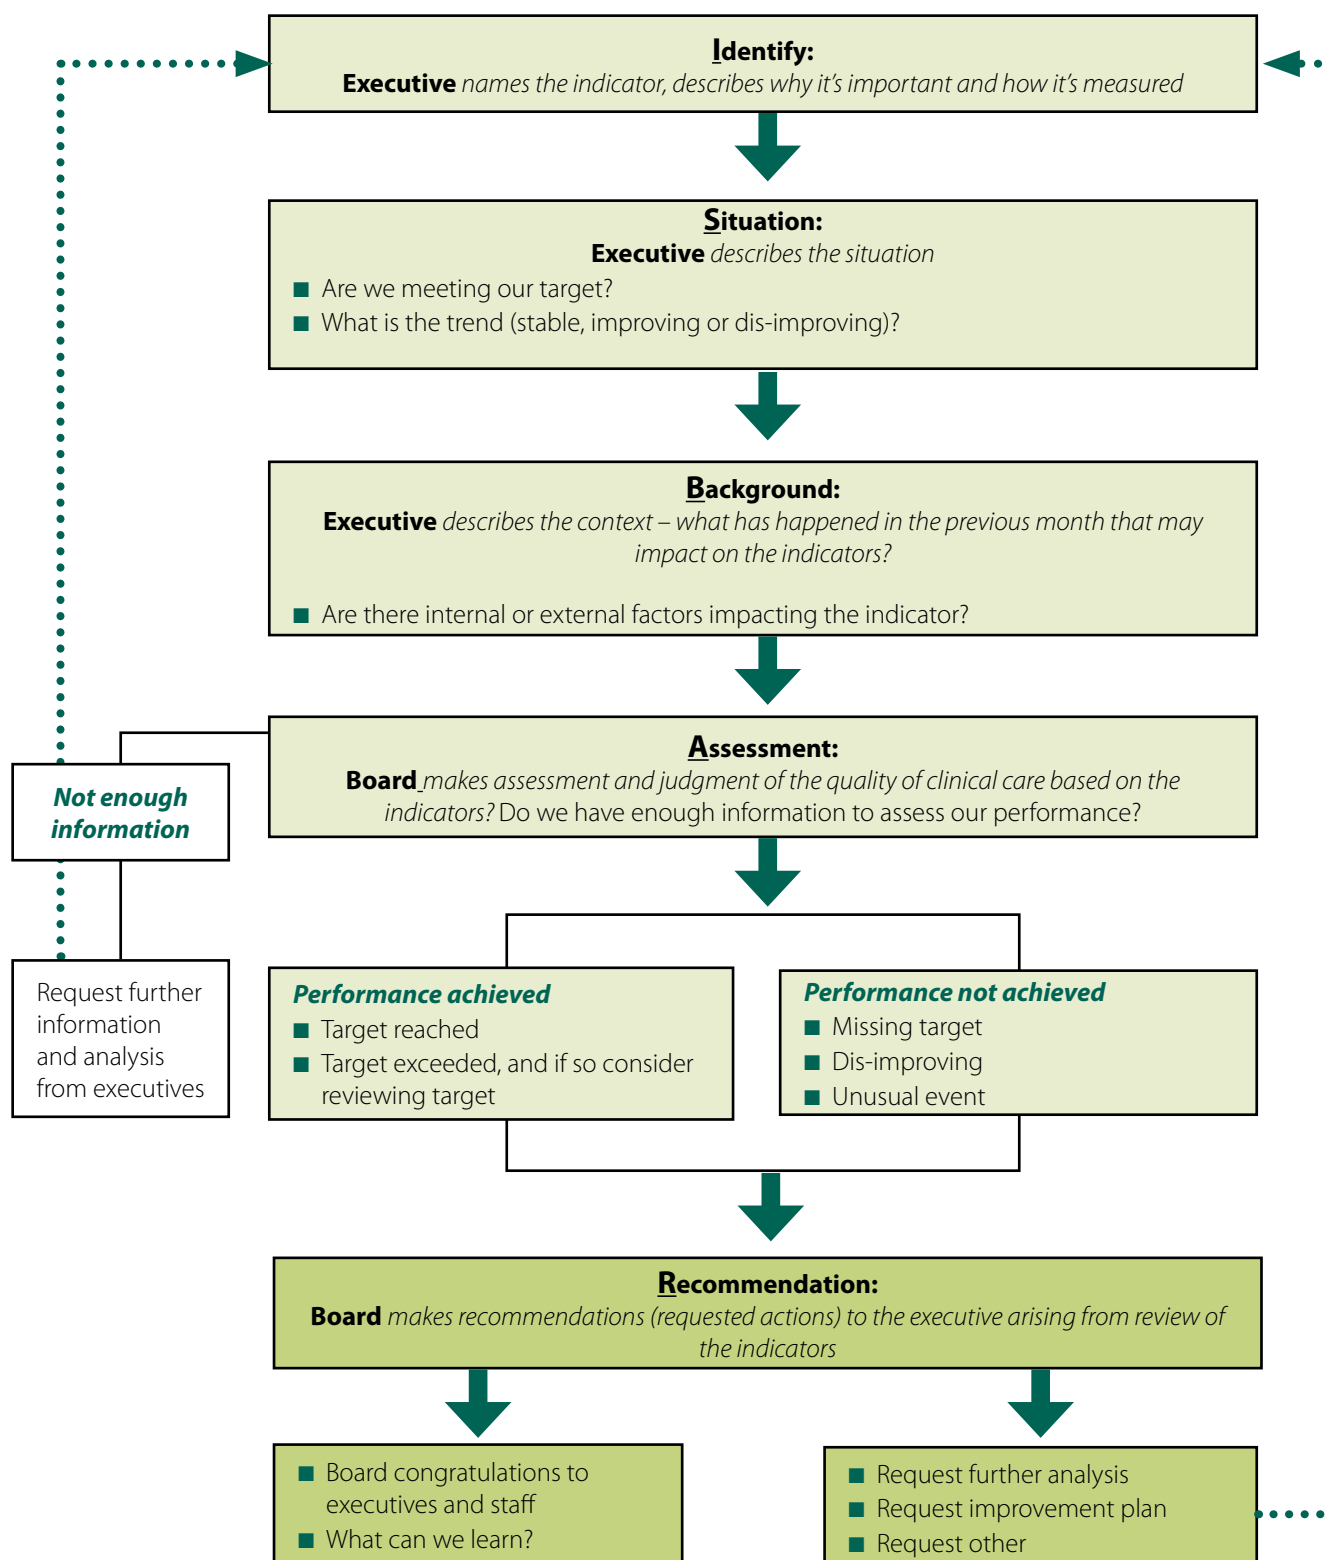 Identify:
Executive names the indicator, describes why it's important and how it's measured
Situation:
Executive describes the situation
■ Are we meeting our target?
■ What is the trend (stable, improving or dis-improving)?
Background:
Executive describes the context – what has happened in the previous month that may
impact on the indicators?
■ Are there internal or external factors impacting the indicator?
Assessment:
Board makes assessment and judgment of the quality of clinical care based on the
indicators? Do we have enough information to assess our performance?
Not enough
information
Request further
information
and analysis
from executives
Performance achieved
■ Target reached
■ Target exceeded, and if so consider
reviewing target
Performance not achieved
■ Missing target
■ Dis-improving
■ Unusual event
Recommendation:
Board makes recommendations (requested actions) to the executive arising from review of
the indicators
■ Board congratulations to
executives and staff
■ What can we learn?
■ Request further analysis
■ Request improvement plan
■ Request other